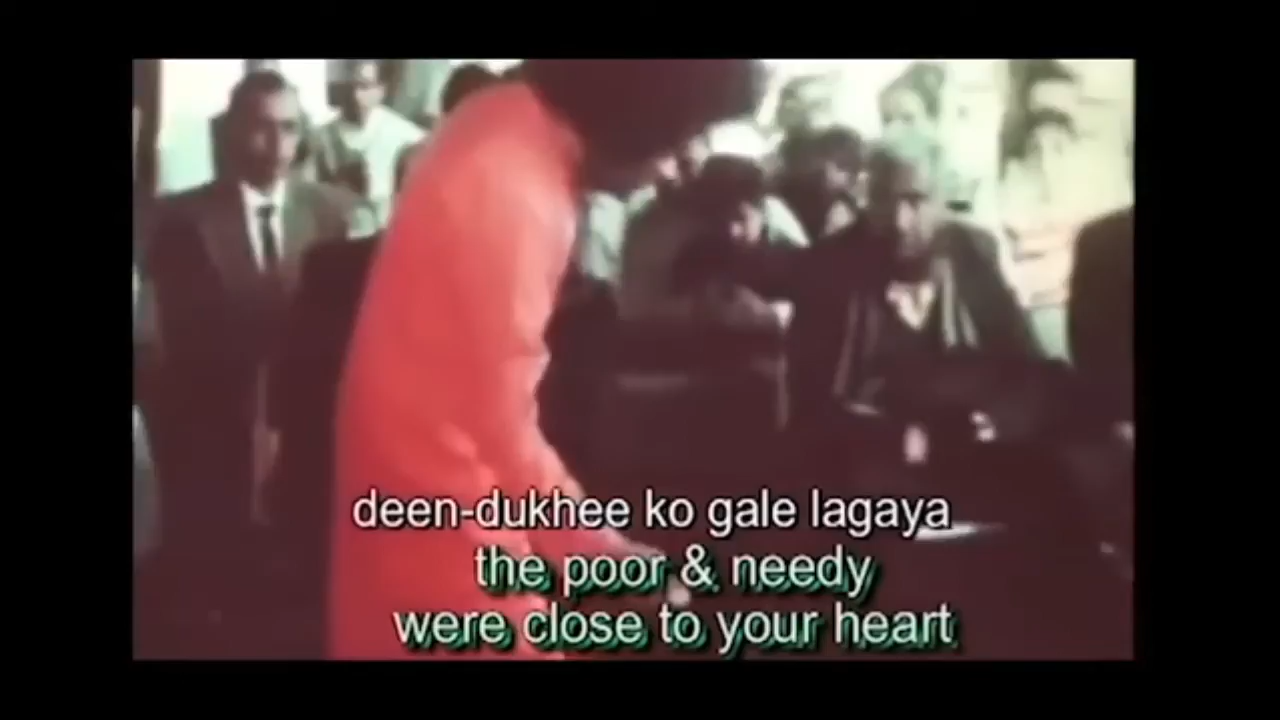 deen-dukhee ko gale lagaya
the poor & needy
were close to your heart